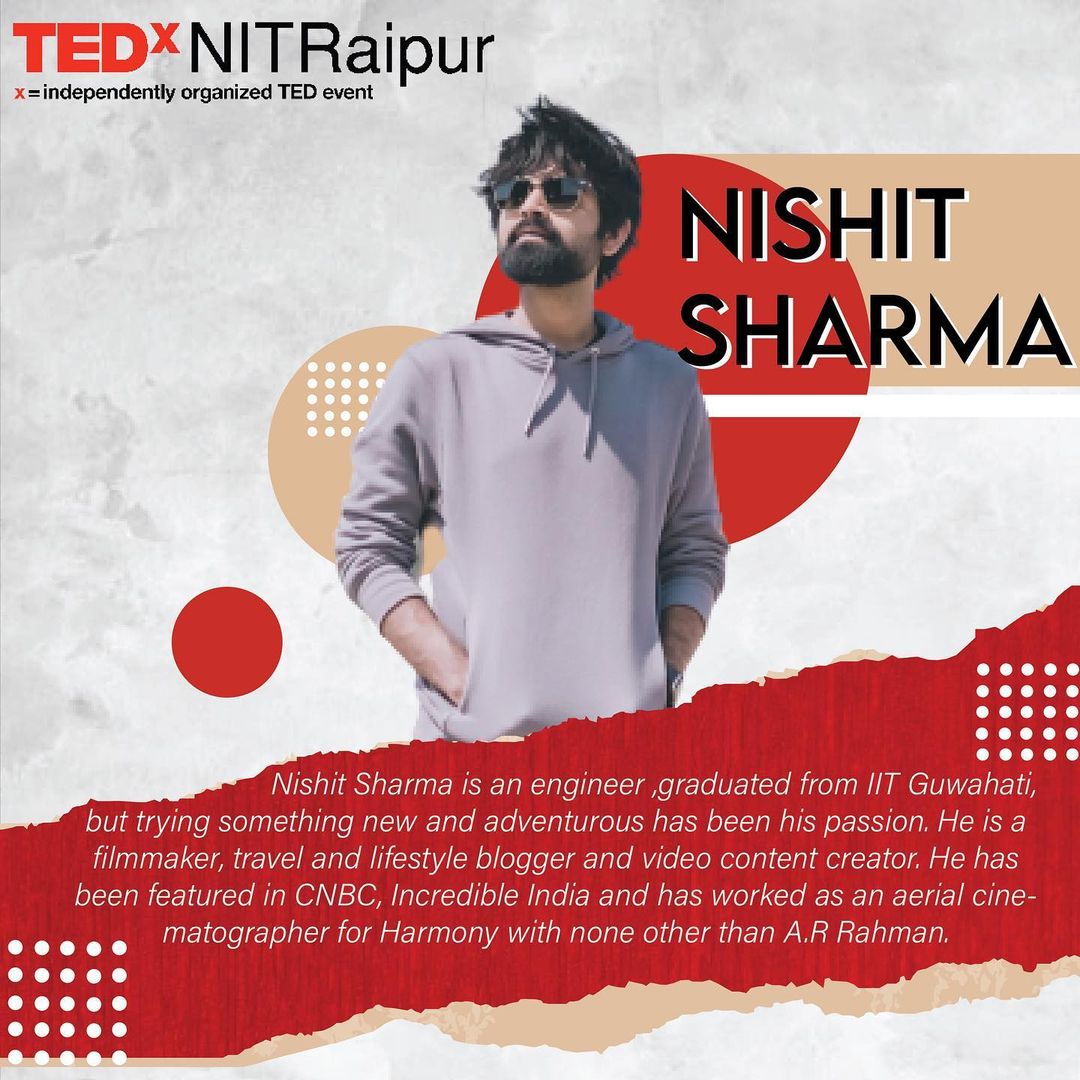 TEDx NITRaipur
x = independently organized TED event
NISHIT
SHARMA
Nishit Sharma is an engineer ,graduated from IIT Guwahati,
but trying something new and adventurous has been his passion. He is a
filmmaker, travel and lifestyle blogger and video content creator. He has
been featured in CNBC, Incredible India and has worked as an aerial cine-
matographer for Harmony with none other than A.R Rahman.